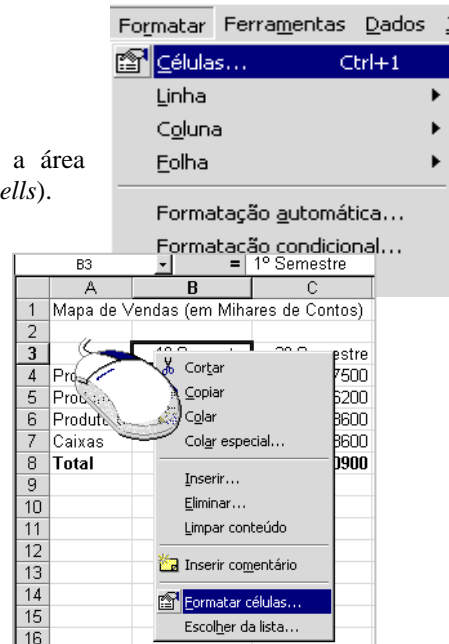 Formatar Ferramentas Dados
Células... Ctrl+1
Linha
Coluna
Folha
Formatação automática...
Formatação condicional...
a área
ells).
B3 = 1º Semestre
A B C
1 Mapa de Vendas (em Mihares de Contos)
2
3 estre
4 7500
5 6200
6 Produto 8600
7 Caixas 8600
8 Total 0900
9
10
11
12
13
14
15
16
Cortar
Copiar
Colar
Colar especial...
Inserir...
Eliminar...
Limpar conteúdo
Inserir comentário
Formatar células...
Escolher da lista...